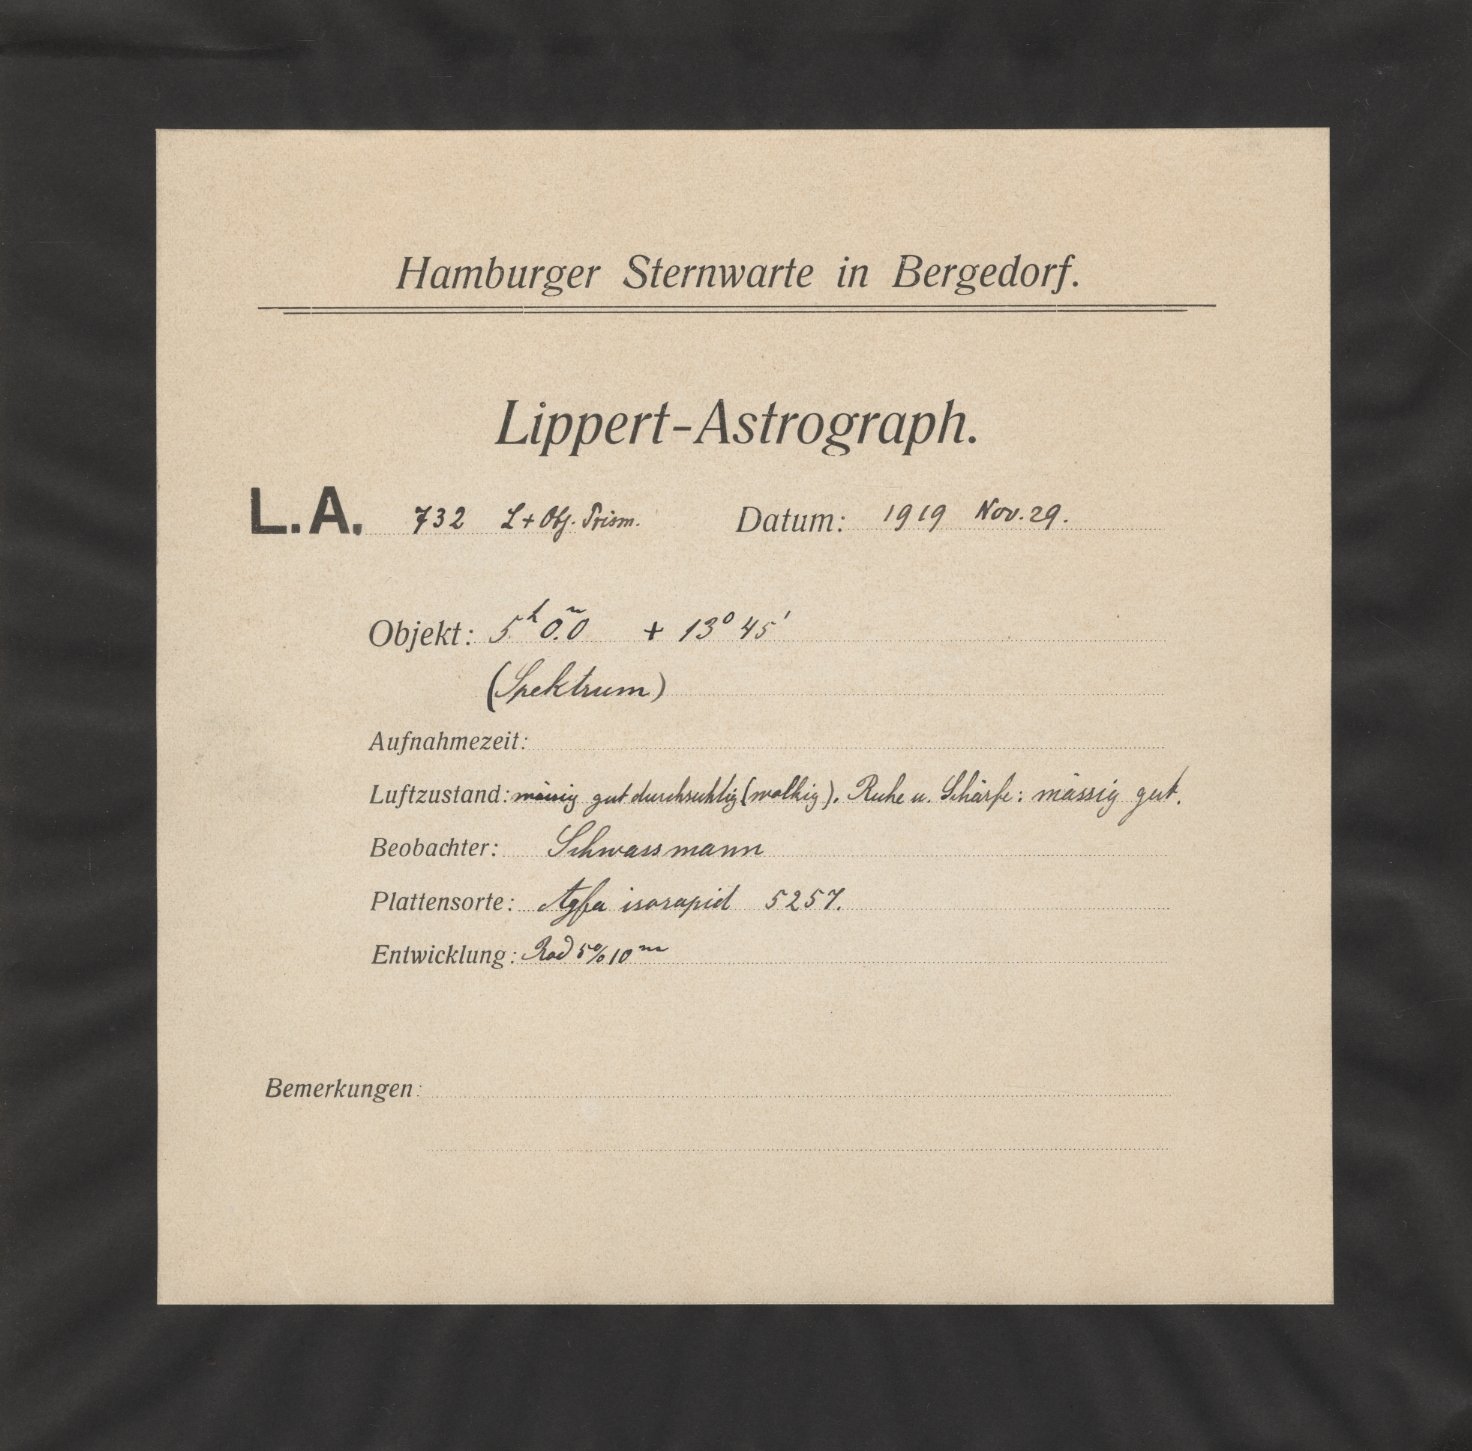 Hamburger Sternwarte in Bergedorf.
Lippert-Astrograph.
L.A. 732 L + Obj. Prism. Datum: 1919 Nov. 29.
Objekt: 5h 0m.0 + 13° 45'
(Spektrum)
Aufnahmezeit:
Luftzustand: mässig gut durchsichtig (wolkig). Ruhe u. Schärfe: mässig gut.
Beobachter: Schwassmann
Plattensorte: Agfa isorapid 5257.
Entwicklung: Rod 5% 10m
Bemerkungen: